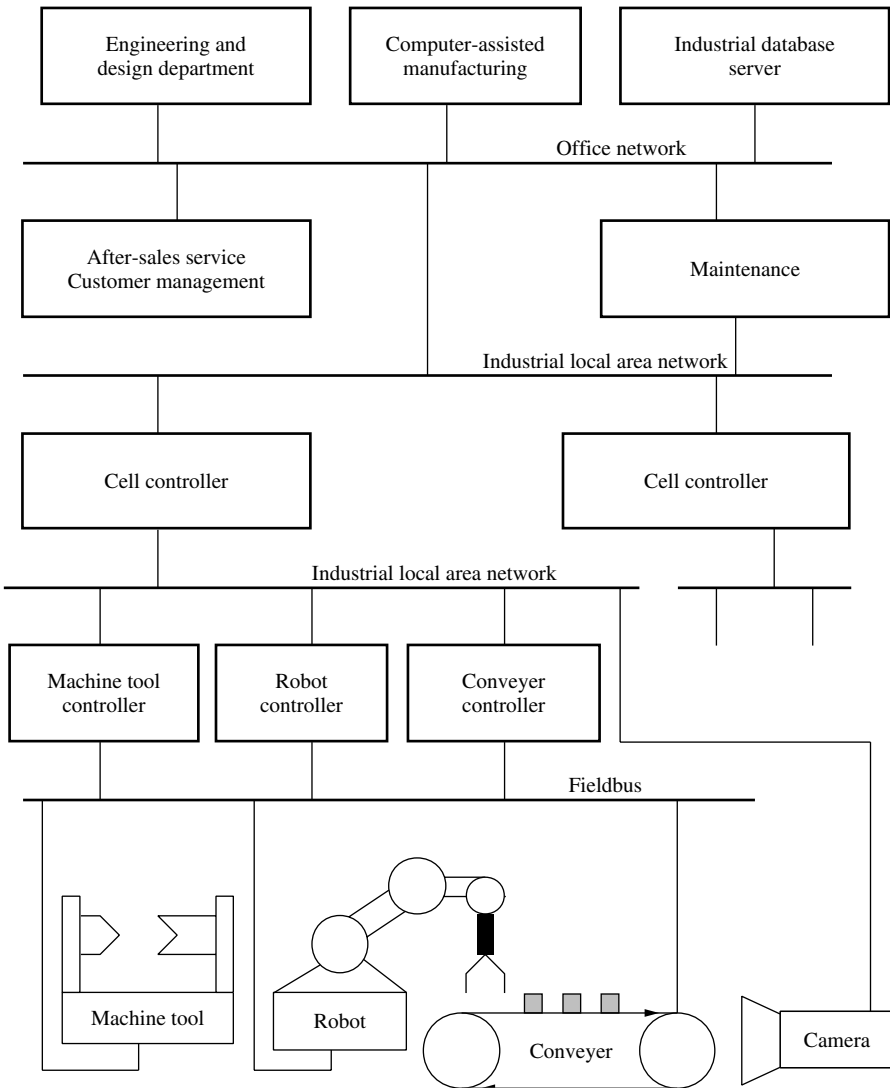 Engineering and
design department
Computer-assisted
manufacturing
Industrial database
server
Office network
After-sales service
Customer management
Maintenance
Industrial local area network
Cell controller
Cell controller
Industrial local area network
Machine tool
controller
Robot
controller
Conveyer
controller
Fieldbus
Machine tool
Robot
Conveyer
Camera